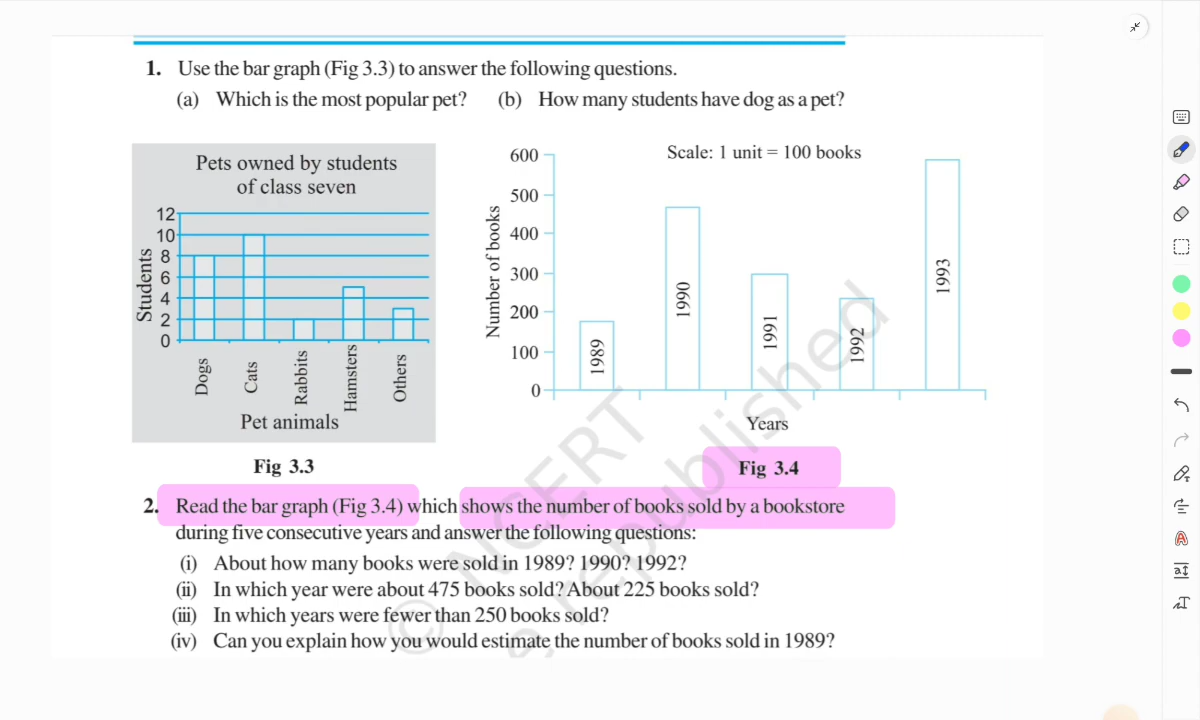 1. Use the bar graph (Fig 3.3) to answer the following questions.
(a) Which is the most popular pet? (b) How many students have dog as a pet?
Pets owned by students
of class seven
12
10
8
6
4
2
0
Students
Dogs
Cats
Rabbits
Hamsters
Others
Pet animals
Fig 3.3
Scale: 1 unit = 100 books
600
500
400
300
200
100
0
Number of books
1989
1990
1991
1992
1993
Years
Fig 3.4
2. Read the bar graph (Fig 3.4) which shows the number of books sold by a bookstore
during five consecutive years and answer the following questions:
(i) About how many books were sold in 1989? 1990? 1992?
(ii) In which year were about 475 books sold? About 225 books sold?
(iii) In which years were fewer than 250 books sold?
(iv) Can you explain how you would estimate the number of books sold in 1989?
© NCERT
republished